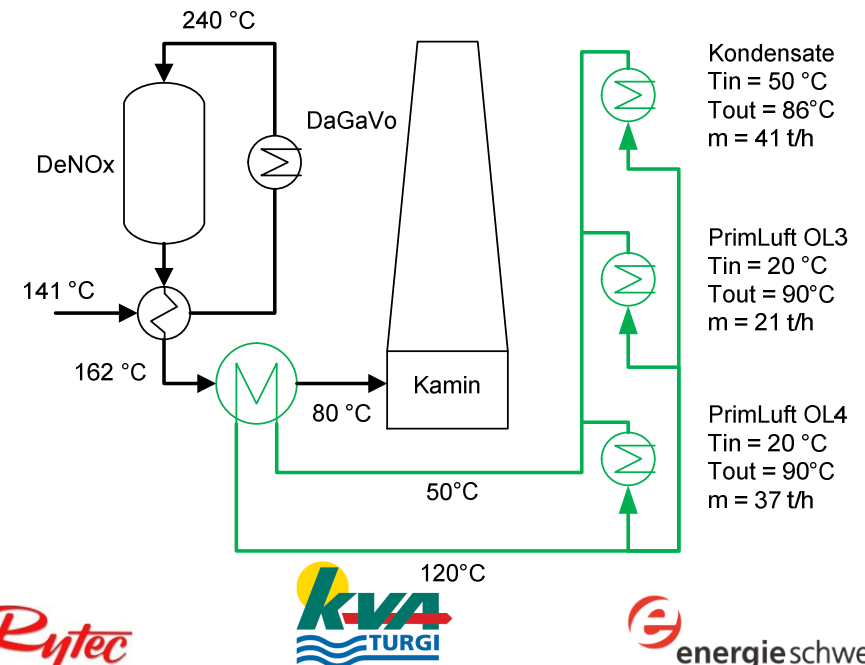 240 °C
DaGaVo
DeNOx
141 °C
162 °C
80 °C
Kamin
50°C
120°C
Kondensate
Tin = 50 °C
Tout = 86°C
m = 41 t/h
PrimLuft OL3
Tin = 20 °C
Tout = 90°C
m = 21 t/h
PrimLuft OL4
Tin = 20 °C
Tout = 90°C
m = 37 t/h
Rytec
kva
TURGI
energieschwe